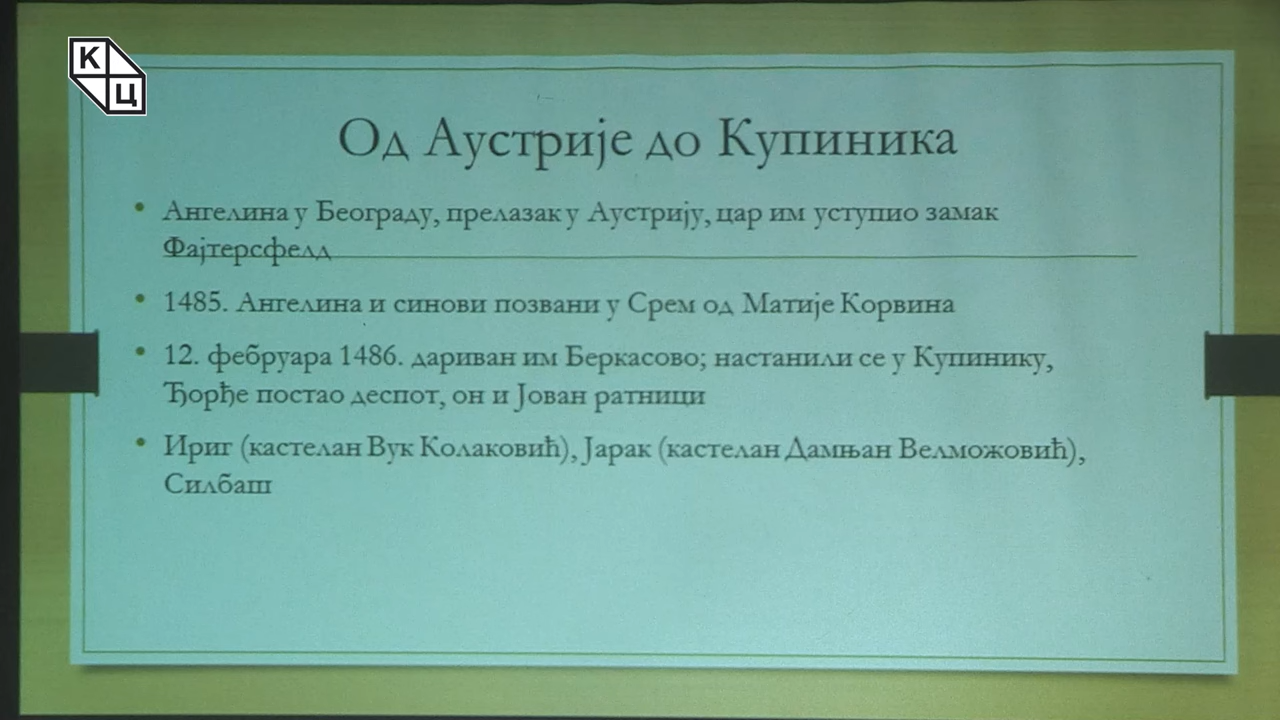 К
Ц
Од Аустрије до Купиника
• Ангелина у Београду, прелазак у Аустрију, цар им уступио замак
Фајтерсфелд
• 1485. Ангелина и синови позвани у Срем од Матије Корвина
• 12. фебруара 1486. дариван им Беркасово; настанили се у Купинику,
Ђорђе постао деспот, он и Јован ратници
• Ириг (кастелан Вук Колаковић), Јарак (кастелан Дамњан Велможовић),
Силбаш